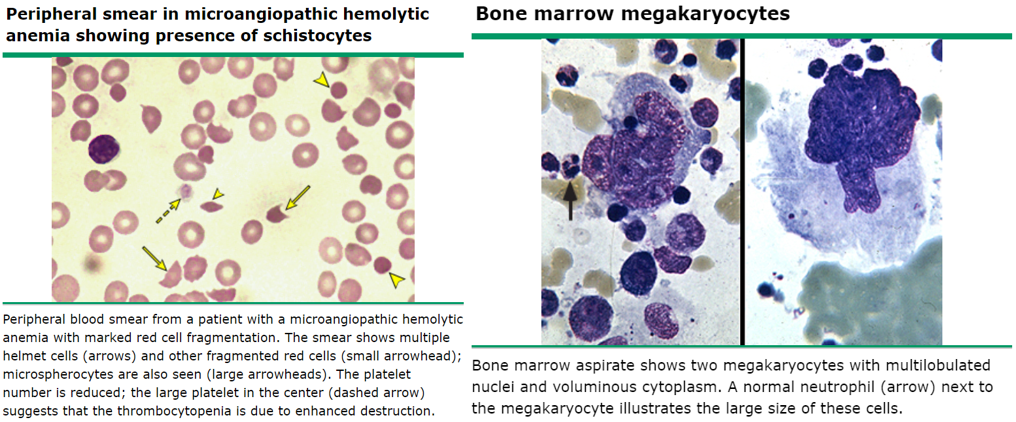 Peripheral smear in microangiopathic hemolytic
anemia showing presence of schistocytes
Peripheral blood smear from a patient with a microangiopathic hemolytic
anemia with marked red cell fragmentation. The smear shows multiple
helmet cells (arrows) and other fragmented red cells (small arrowhead);
microspherocytes are also seen (large arrowheads). The platelet
number is reduced; the large platelet in the center (dashed arrow)
suggests that the thrombocytopenia is due to enhanced destruction.
Bone marrow megakaryocytes
Bone marrow aspirate shows two megakaryocytes with multilobulated
nuclei and voluminous cytoplasm. A normal neutrophil (arrow) next to
the megakaryocyte illustrates the large size of these cells.